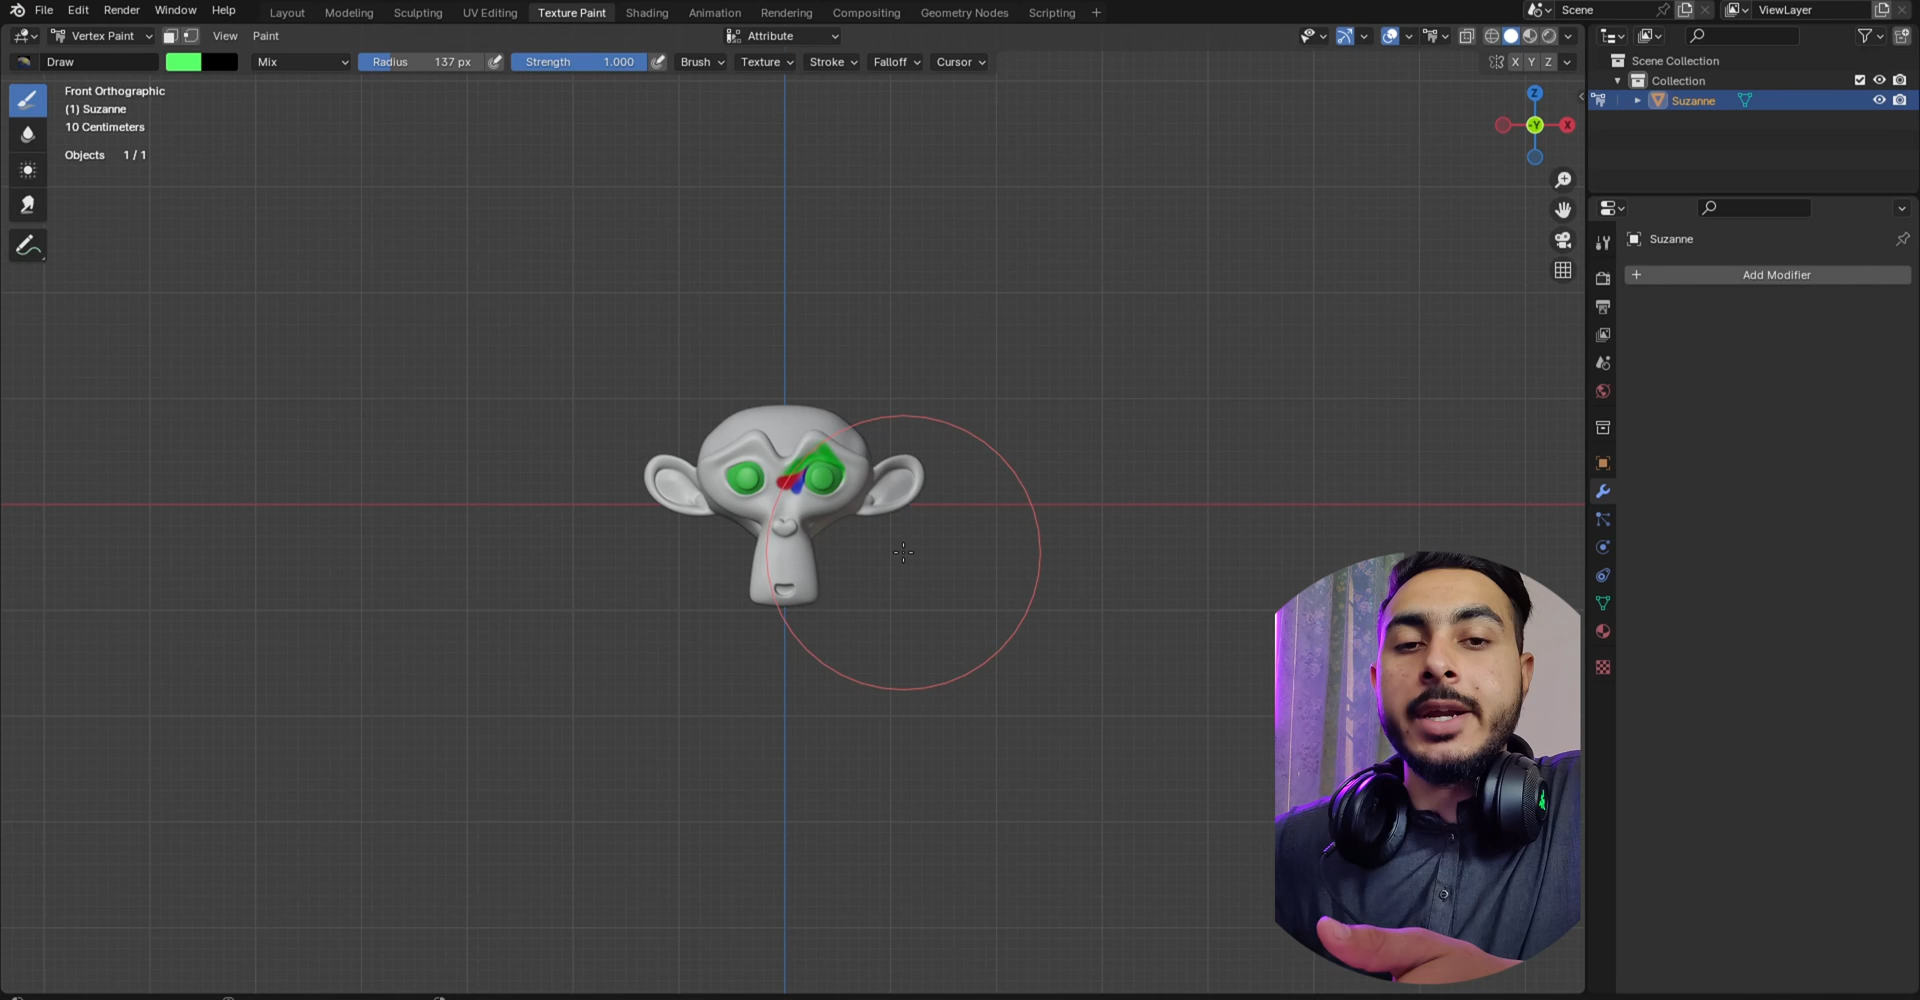 File Edit Render Window Help Layout Modeling Sculpting UV Editing Texture Paint Shading Animation Rendering Compositing Geometry Nodes Scripting + Scene ViewLayer
Vertex Paint View Paint Attribute
Draw Mix Radius 137 px Strength 1.000 Brush Texture Stroke Falloff Cursor X Y Z
Scene Collection
Collection
Suzanne
Front Orthographic
(1) Suzanne
10 Centimeters
Objects 1 / 1
Z
-Y X
Suzanne
+ Add Modifier